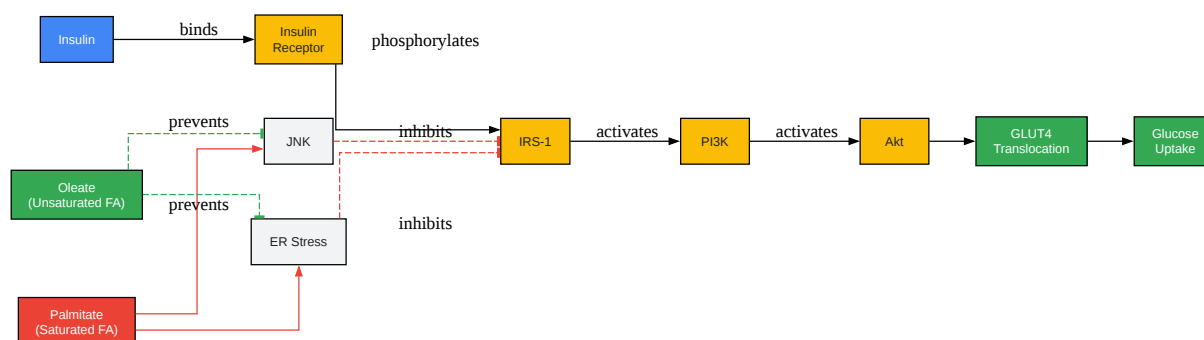 Insulin
binds
Insulin
Receptor
phosphorylates
prevents
JNK
inhibits
IRS-1
activates
PI3K
activates
Akt
GLUT4
Translocation
Glucose
Uptake
Oleate
(Unsaturated FA)
prevents
ER Stress
inhibits
Palmitate
(Saturated FA)